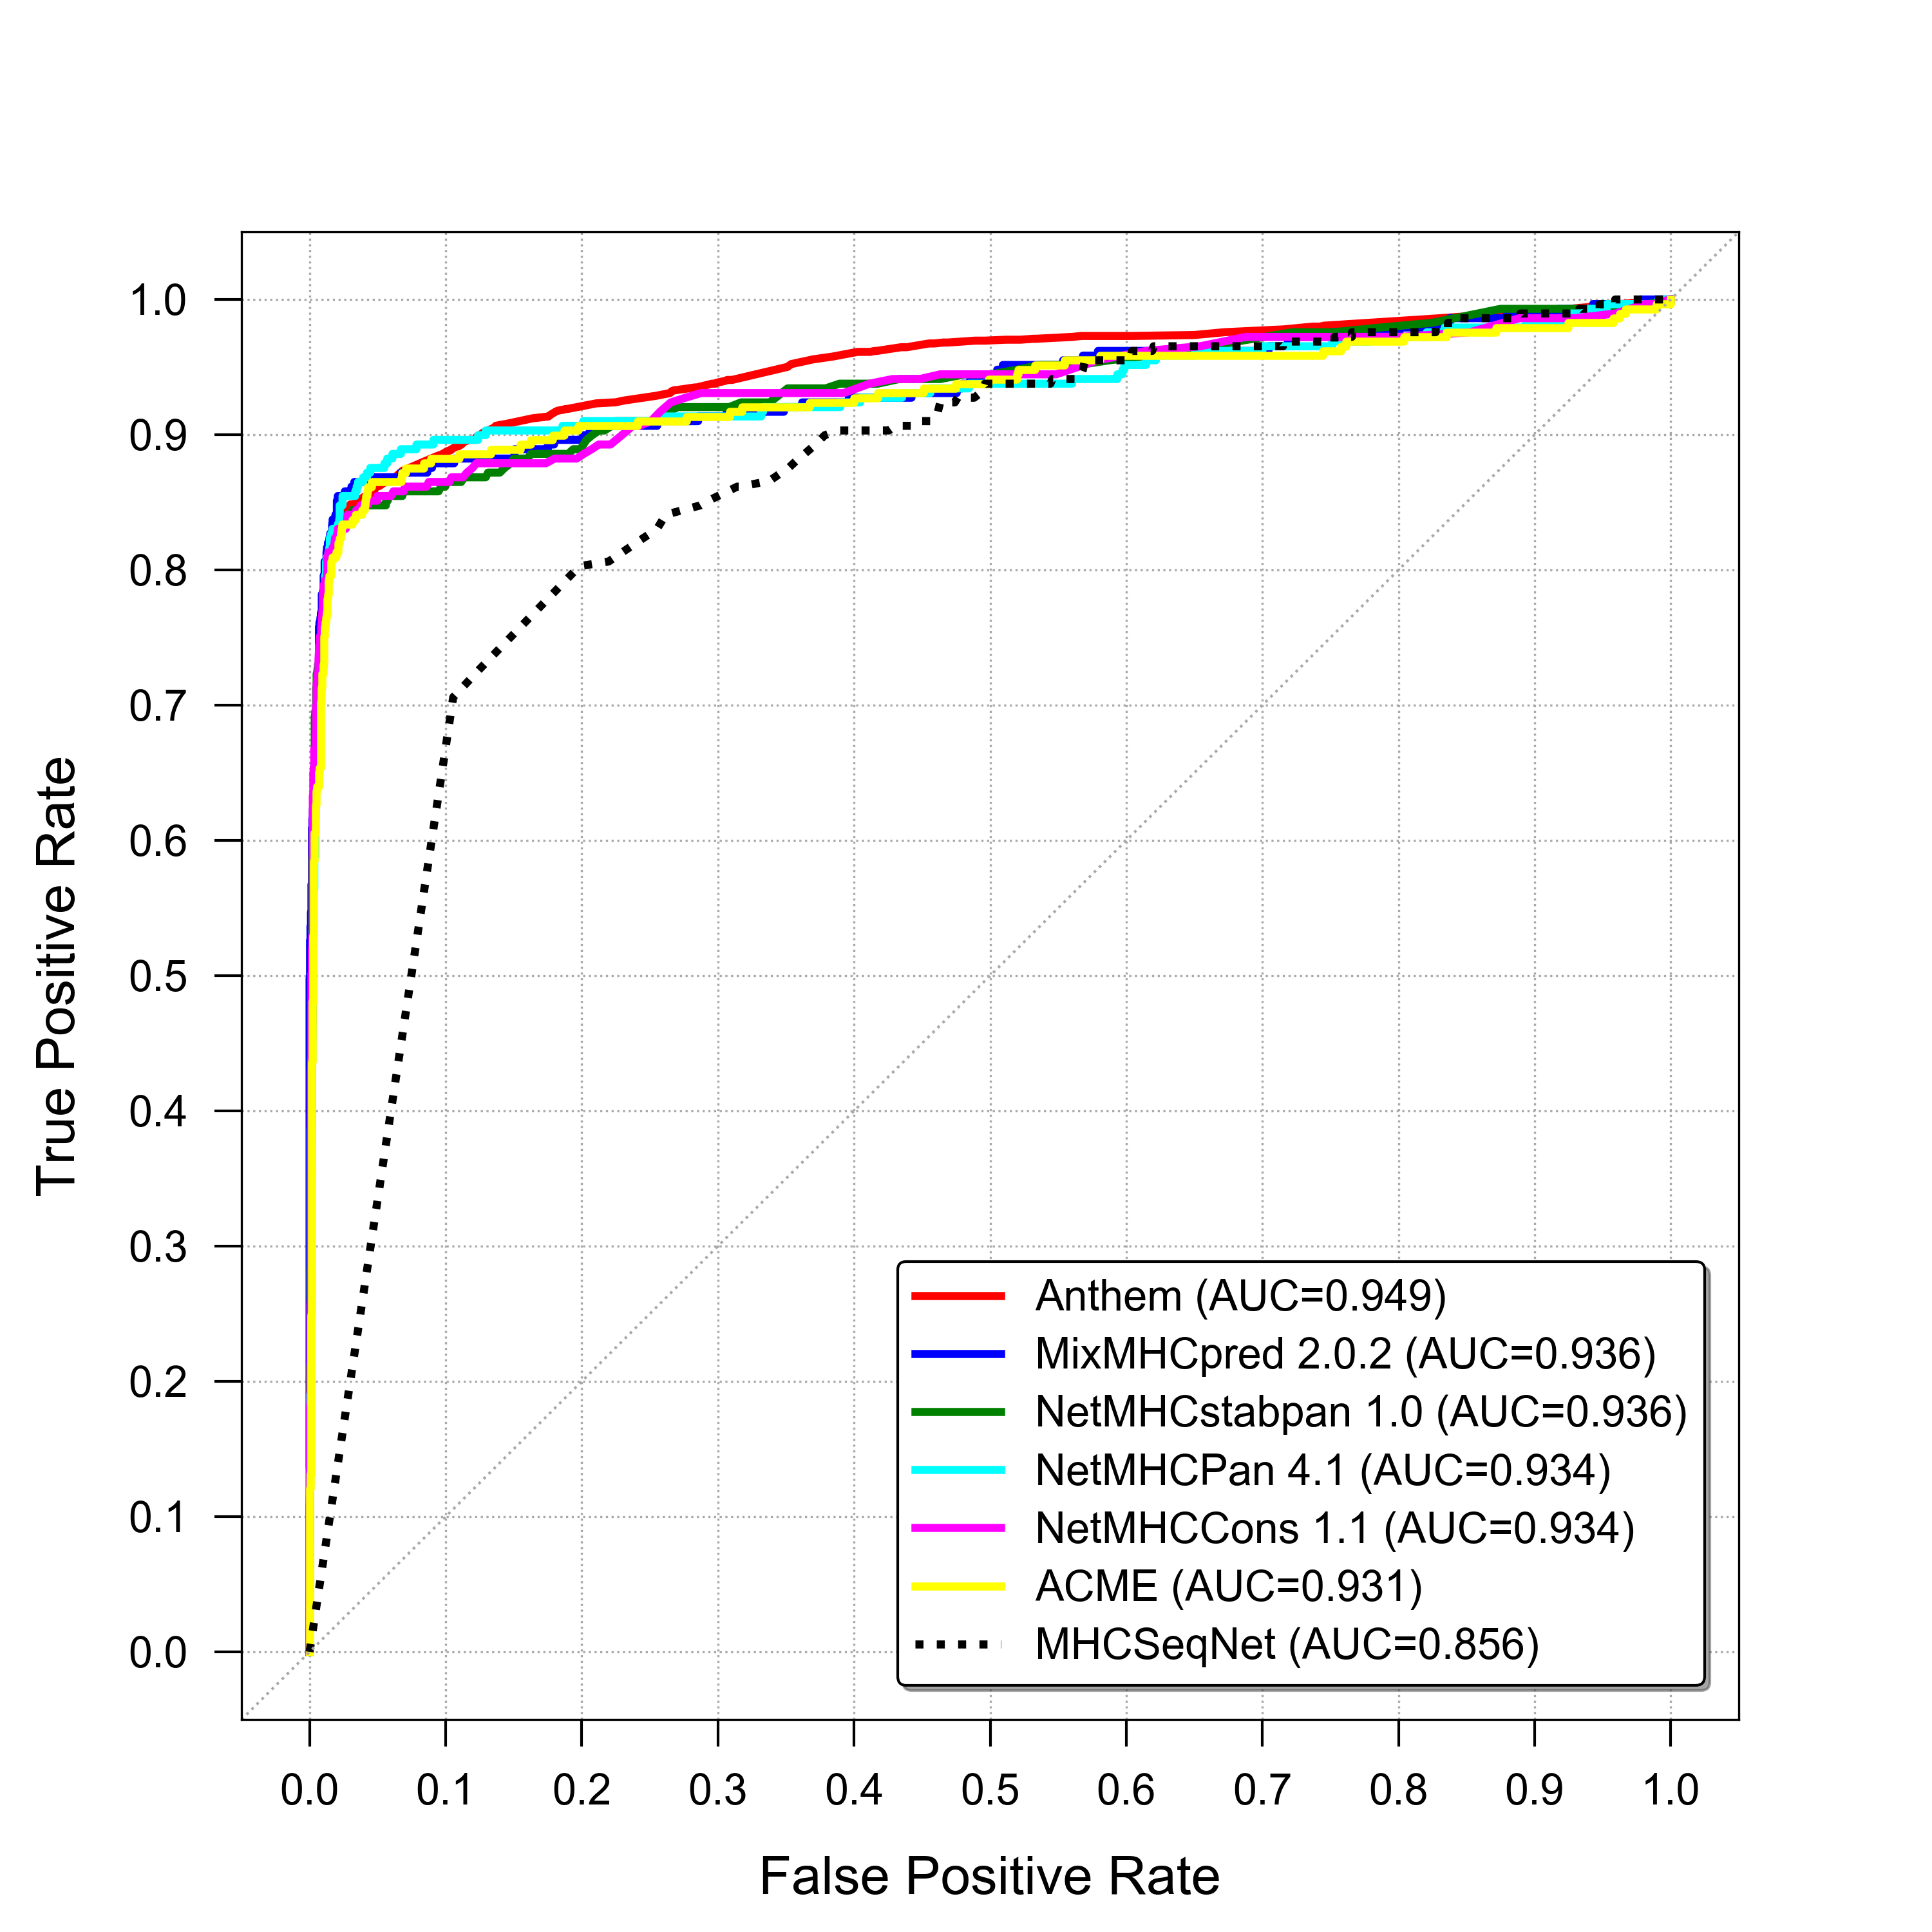 1.0
0.9
0.8
0.7
0.6
0.5
0.4
0.3
0.2
0.1
0.0
True Positive Rate
Anthem (AUC=0.949)
MixMHCpred 2.0.2 (AUC=0.936)
NetMHCstabpan 1.0 (AUC=0.936)
NetMHCPan 4.1 (AUC=0.934)
NetMHCCons 1.1 (AUC=0.934)
ACME (AUC=0.931)
MHCSeqNet (AUC=0.856)
0.0 0.1 0.2 0.3 0.4 0.5 0.6 0.7 0.8 0.9 1.0
False Positive Rate